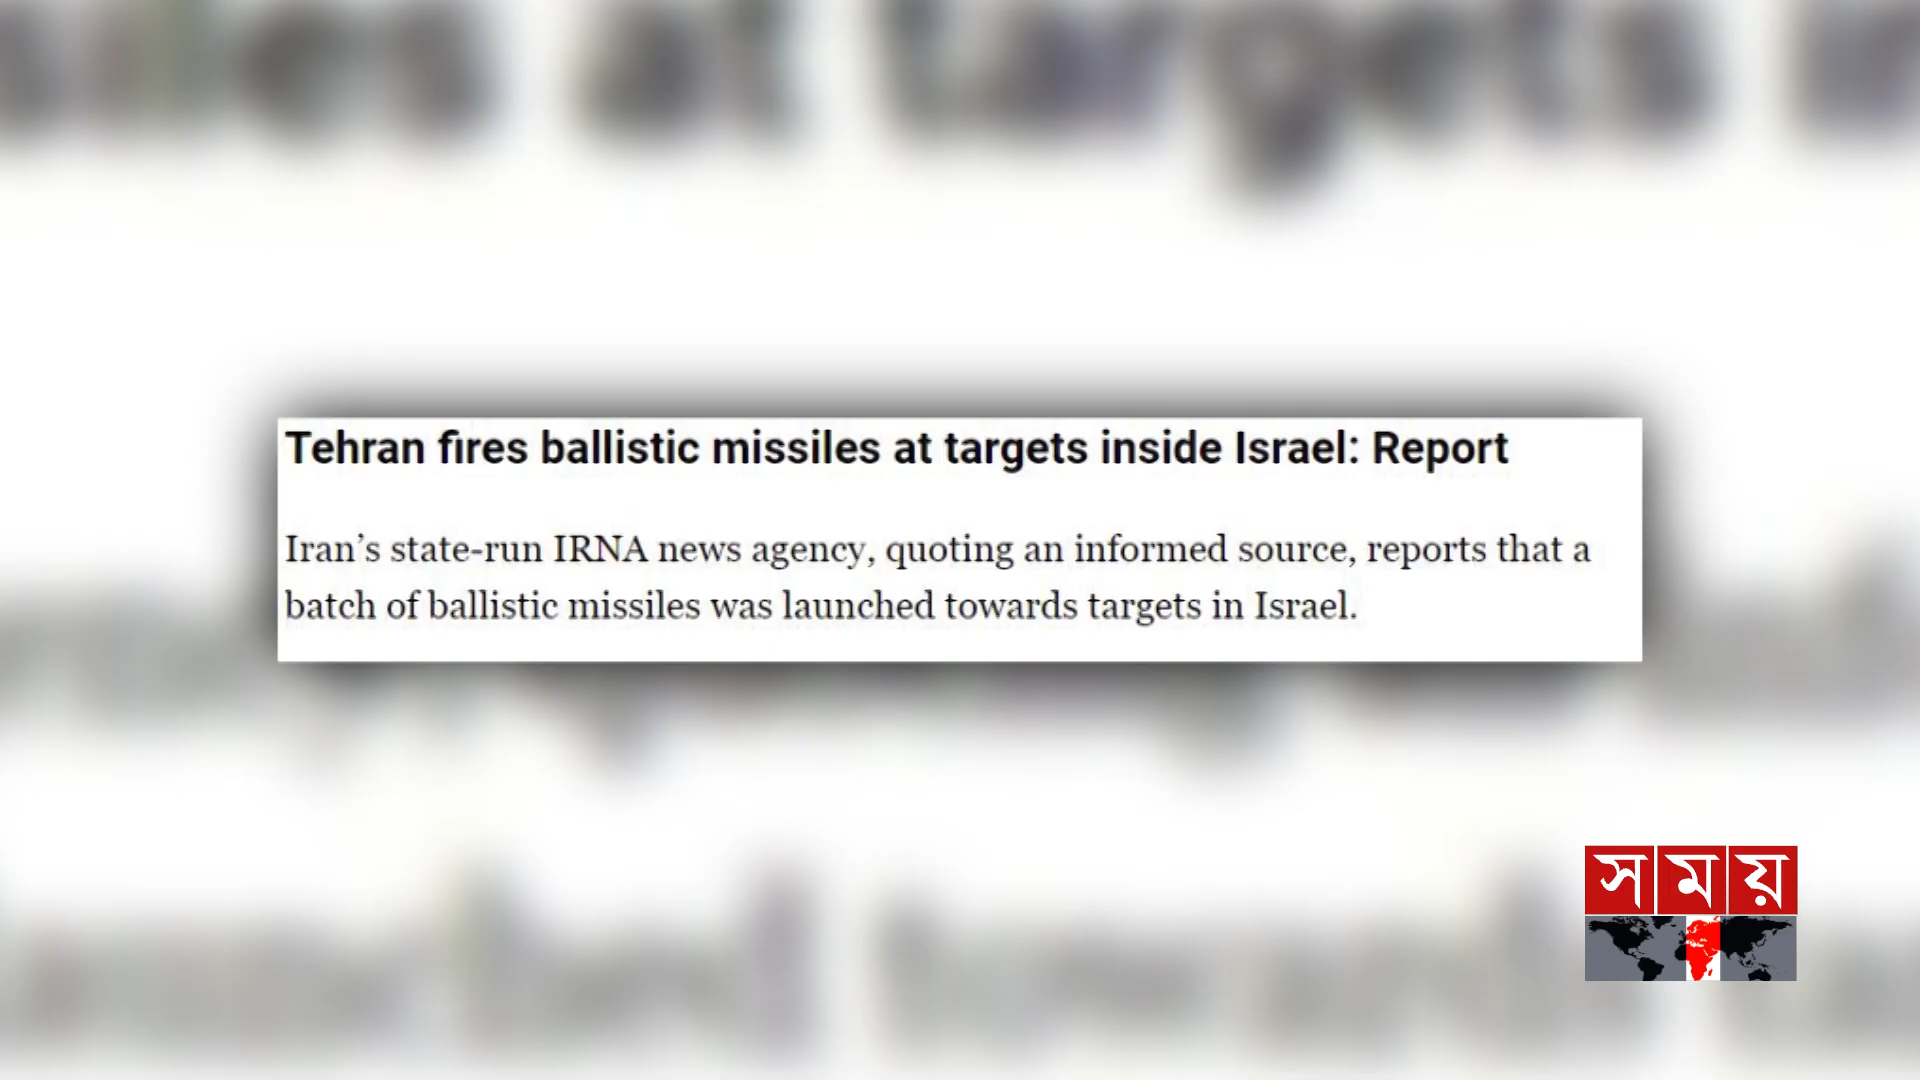 Tehran fires ballistic missiles at targets inside Israel: Report
Iran’s state-run IRNA news agency, quoting an informed source, reports that a
batch of ballistic missiles was launched towards targets in Israel.
সময়